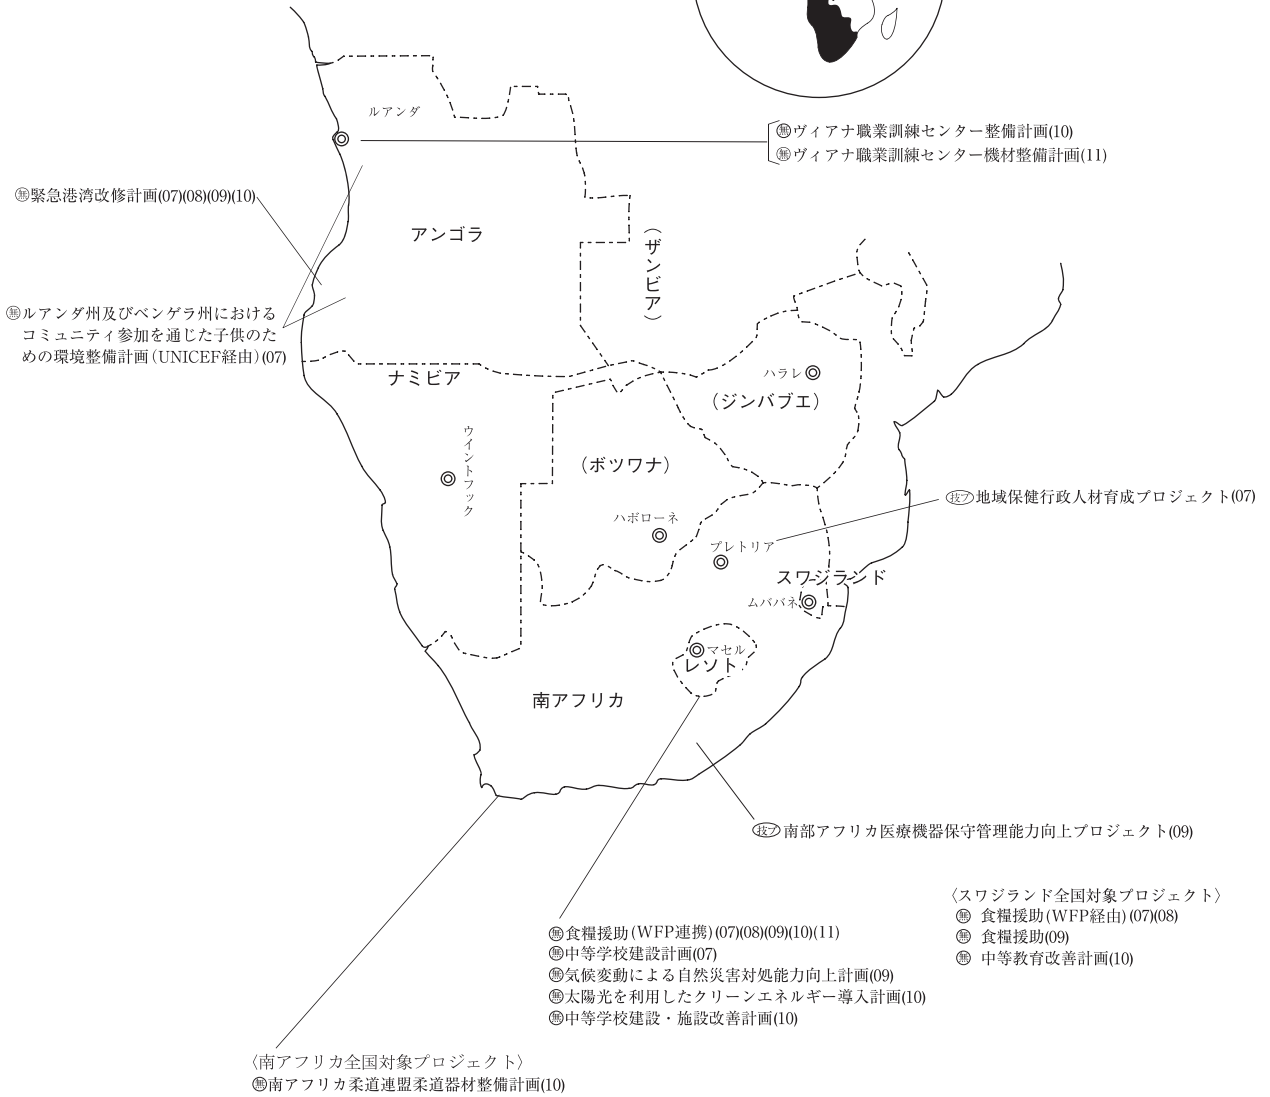 ルアンダ
㊟ヴィアナ職業訓練センター整備計画(10)
㊟ヴィアナ職業訓練センター機材整備計画(11)
無緊急港湾改修計画(07)(08)(09)(10)
アンゴラ
(ザンビア)
無ルアンダ州及びベンゲラ州における
コミュニティ参加を通じた子供のた
めの環境整備計画(UNICEF経由)(07)
ナミビア
ハラレ
(ジンバブエ)
ウイントフック
(ボツワナ)
技プ地域保健行政人材育成プロジェクト(07)
ハボローネ
プレトリア
スワジランド
ムババネ
マセル
レソト
南アフリカ
技プ南部アフリカ医療機器保守管理能力向上プロジェクト(09)
〈スワジランド全国対象プロジェクト〉
無 食糧援助(WFP経由)(07)(08)
無 食糧援助(09)
無 中等教育改善計画(10)
無食糧援助(WFP連携)(07)(08)(09)(10)(11)
無中等学校建設計画(07)
無気候変動による自然災害対処能力向上計画(09)
無太陽光を利用したクリーンエネルギー導入計画(10)
無中等学校建設・施設改善計画(10)
〈南アフリカ全国対象プロジェクト〉
無南アフリカ柔道連盟柔道器材整備計画(10)